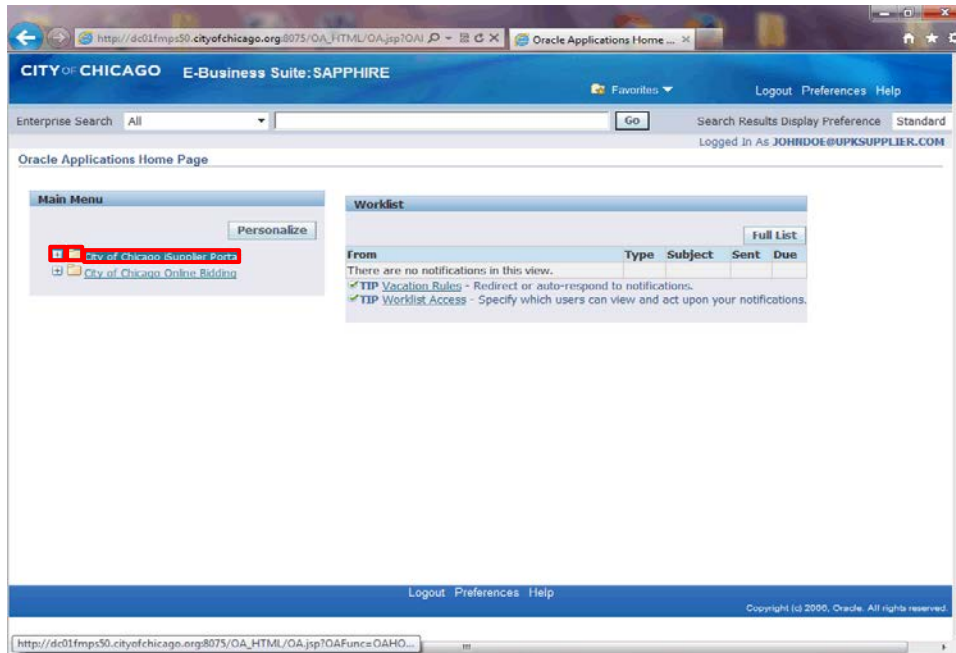 http://dc01fmps50.cityofchicago.org:8075/OA_HTML/OA.jsp?OAI
Oracle Applications Home ...
CITY OF CHICAGO E-Business Suite:SAPPHIRE
Favorites
Logout Preferences Help
Enterprise Search All Go Search Results Display Preference Standard
Logged In As JOHNDOE@UPKSUPPLIER.COM
Oracle Applications Home Page
Main Menu
Personalize
City of Chicago iSupplier Porta
City of Chicago Online Bidding
Worklist
Full List
From Type Subject Sent Due
There are no notifications in this view.
TIP Vacation Rules - Redirect or auto-respond to notifications.
TIP Worklist Access - Specify which users can view and act upon your notifications.
Logout Preferences Help
Copyright (c) 2006, Oracle. All rights reserved.
http://dc01fmps50.cityofchicago.org:8075/OA_HTML/OA.jsp?OAFunc=OAHO...